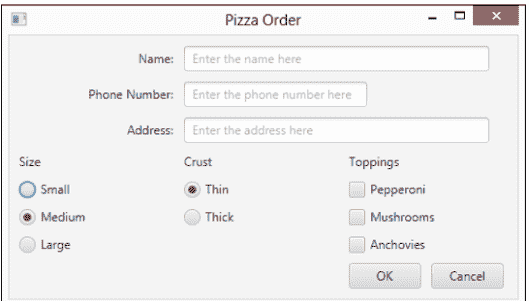 Pizza Order
Name: Enter the name here
Phone Number: Enter the phone number here
Address: Enter the address here
Size Crust Toppings
Small Thin Pepperoni
Medium Thick Mushrooms
Large Anchovies
OK Cancel